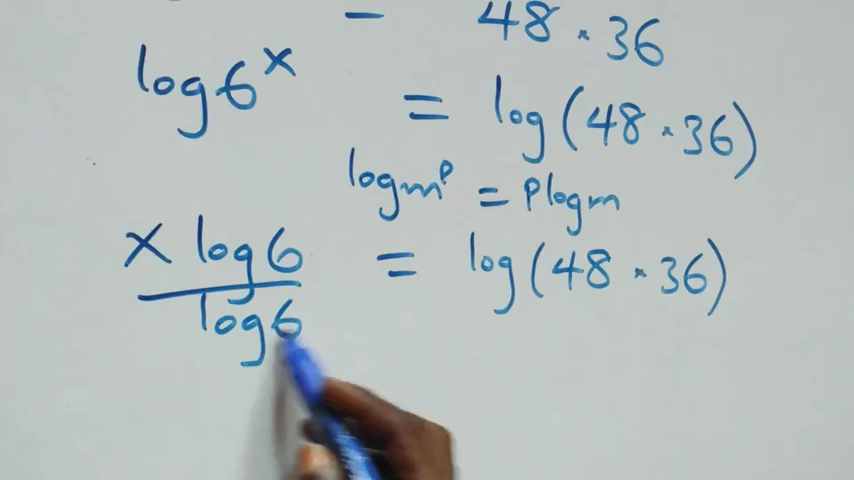 - 48 · 36
log 6^x = log (48 · 36)
log m^p = P log m
x log 6 = log (48 · 36)
log 6